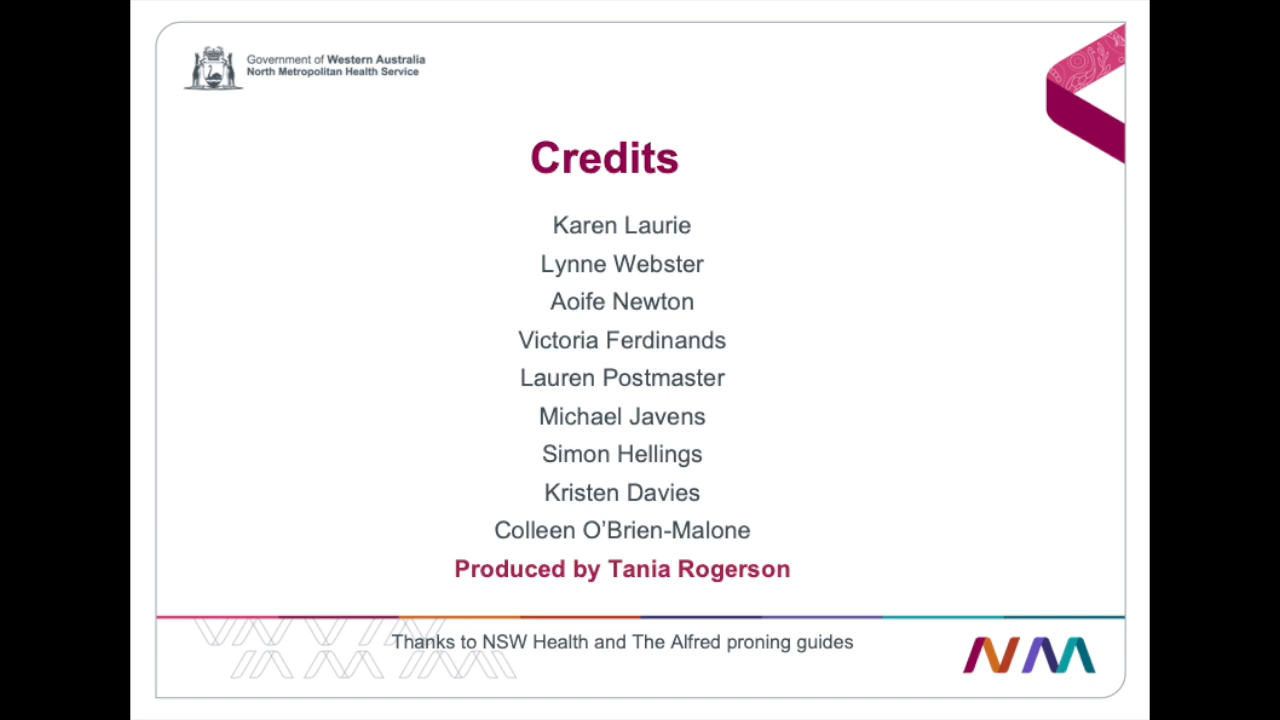 Government of Western Australia
North Metropolitan Health Service
Credits
Karen Laurie
Lynne Webster
Aoife Newton
Victoria Ferdinands
Lauren Postmaster
Michael Javens
Simon Hellings
Kristen Davies
Colleen O’Brien-Malone
Produced by Tania Rogerson
Thanks to NSW Health and The Alfred proning guides
NM